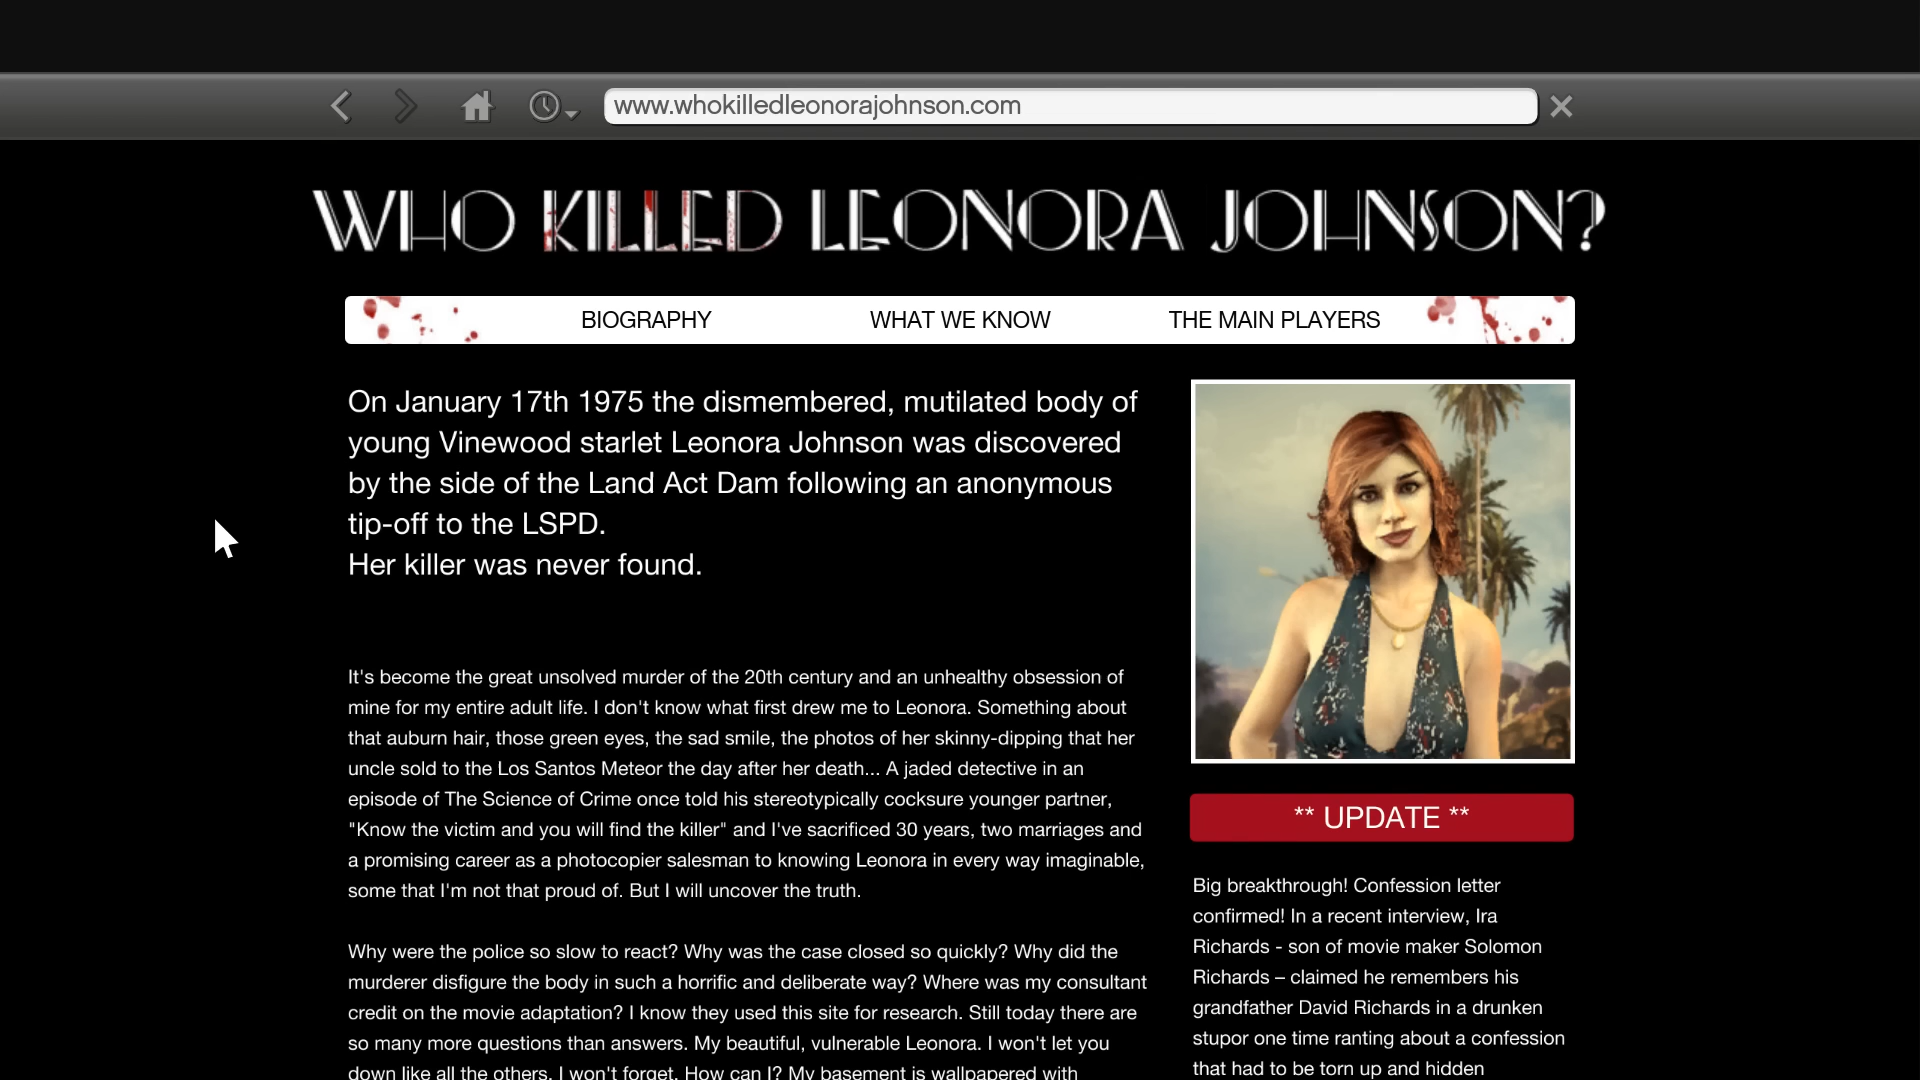 www.whokilledleonorajohnson.com
WHO KILLED LEONORA JOHNSON?
BIOGRAPHY
WHAT WE KNOW
THE MAIN PLAYERS
On January 17th 1975 the dismembered, mutilated body of
young Vinewood starlet Leonora Johnson was discovered
by the side of the Land Act Dam following an anonymous
tip-off to the LSPD.
Her killer was never found.
It's become the great unsolved murder of the 20th century and an unhealthy obsession of
mine for my entire adult life. I don't know what first drew me to Leonora. Something about
that auburn hair, those green eyes, the sad smile, the photos of her skinny-dipping that her
uncle sold to the Los Santos Meteor the day after her death... A jaded detective in an
episode of The Science of Crime once told his stereotypically cocksure younger partner,
"Know the victim and you will find the killer" and I've sacrificed 30 years, two marriages and
a promising career as a photocopier salesman to knowing Leonora in every way imaginable,
some that I'm not that proud of. But I will uncover the truth.
Why were the police so slow to react? Why was the case closed so quickly? Why did the
murderer disfigure the body in such a horrific and deliberate way? Where was my consultant
credit on the movie adaptation? I know they used this site for research. Still today there are
so many more questions than answers. My beautiful, vulnerable Leonora. I won't let you
down like all the others. I won't forget. How can I? My basement is wallpapered with
** UPDATE **
Big breakthrough! Confession letter
confirmed! In a recent interview, Ira
Richards - son of movie maker Solomon
Richards – claimed he remembers his
grandfather David Richards in a drunken
stupor one time ranting about a confession
that had to be torn up and hidden